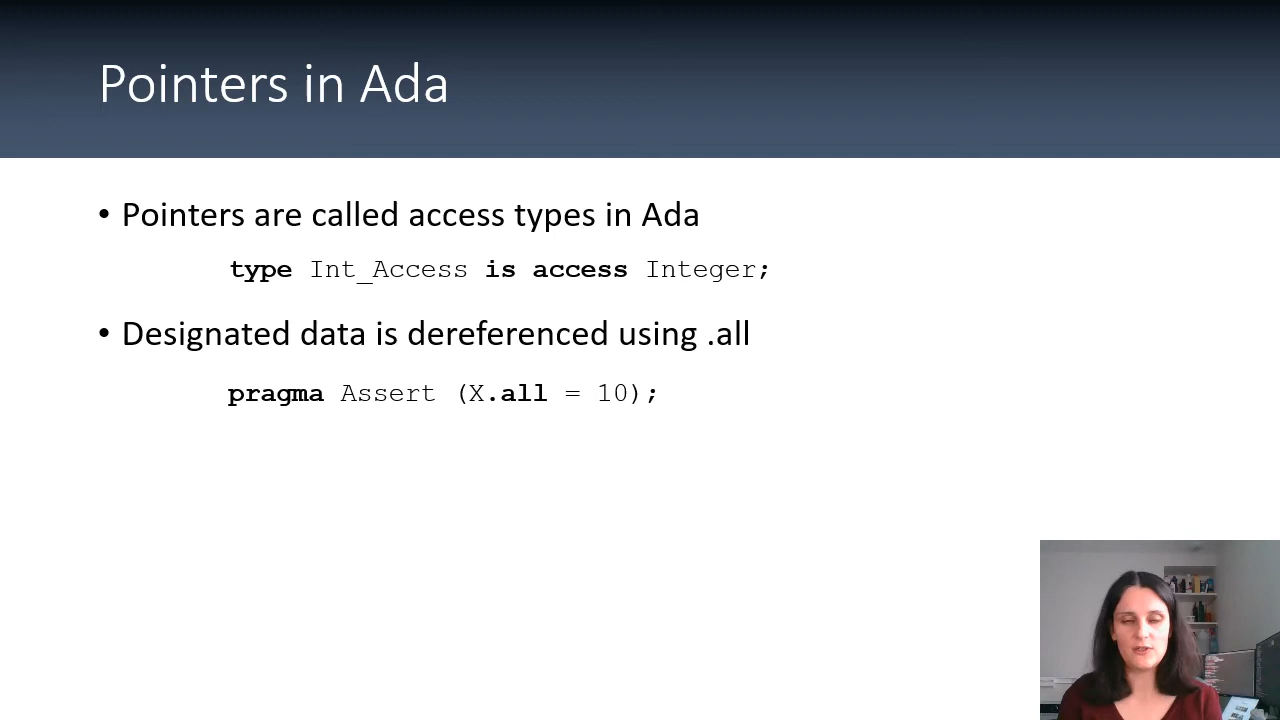 Pointers in Ada
• Pointers are called access types in Ada
type Int_Access is access Integer;
• Designated data is dereferenced using .all
pragma Assert (X.all = 10);